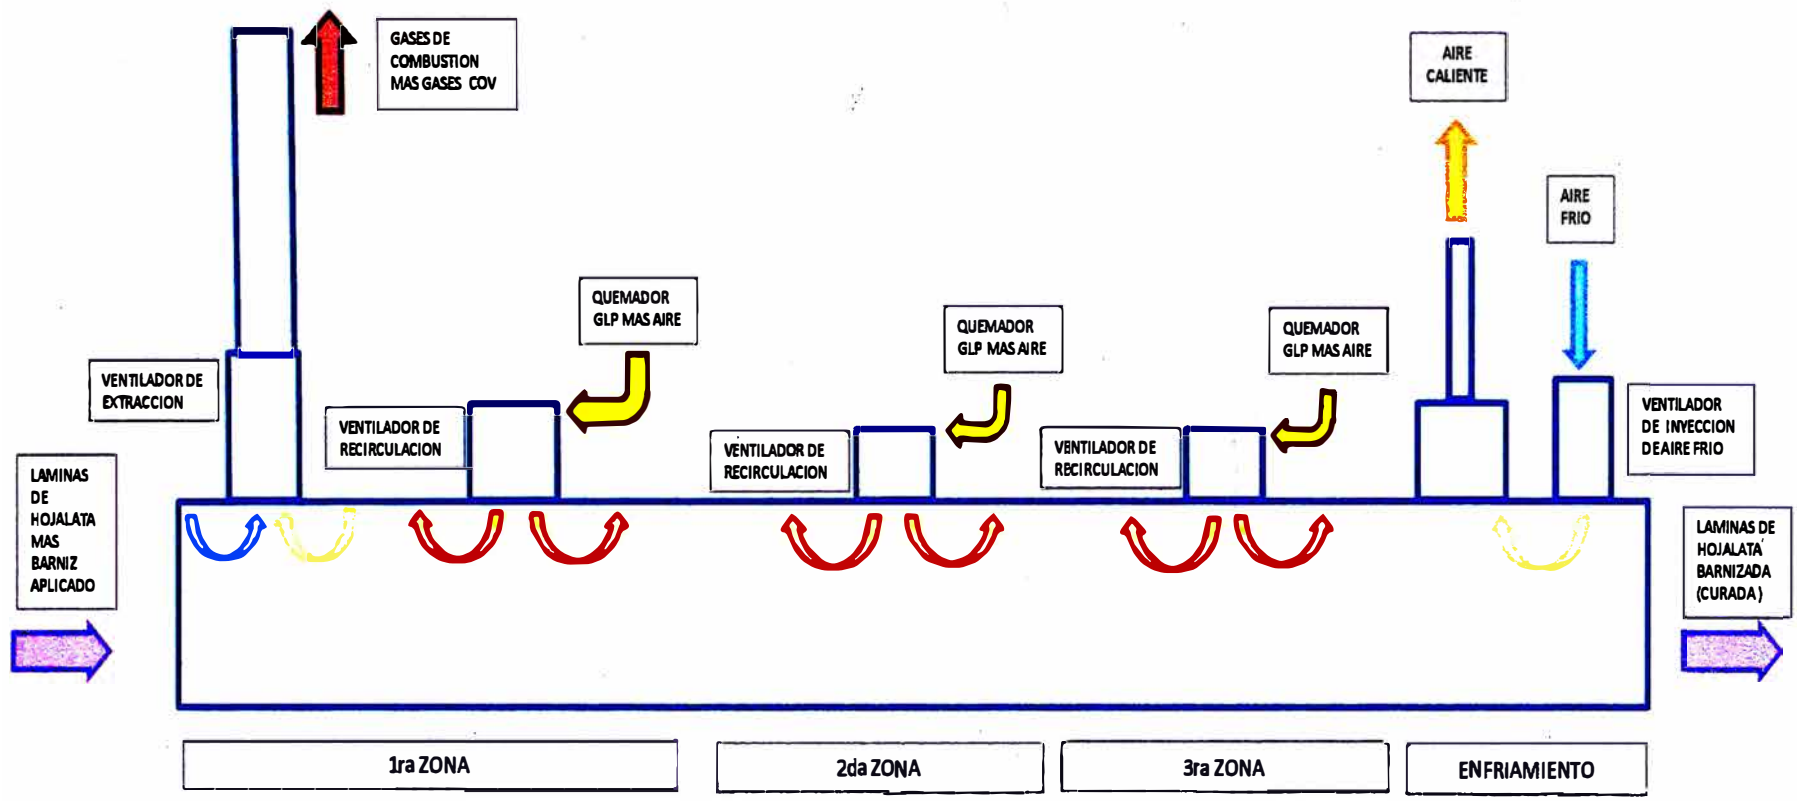 GASES DE
COMBUSTION
MAS GASES COV
AIRE
CALIENTE
AIRE
FRIO
QUEMADOR
GLP MAS AIRE
QUEMADOR
GLP MAS AIRE
QUEMADOR
GLP MAS AIRE
VENTILADOR DE
EXTRACCION
VENTILADOR DE
RECIRCULACION
VENTILADOR DE
RECIRCULACION
VENTILADOR DE
RECIRCULACION
VENTILADOR
DE INYECCION
DE AIRE FRIO
LAMINAS
DE
HOJALATA
MAS
BARNIZ
APLICADO
LAMINAS DE
HOJALATA
BARNIZADA
(CURADA)
1ra ZONA
2da ZONA
3ra ZONA
ENFRIAMIENTO